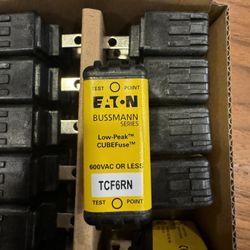 TEST POINT
EATON
BUSSMANN
SERIES
Low-Peak™
CUBEFuse™
600VAC OR LESS
TCF6RN
TEST POINT